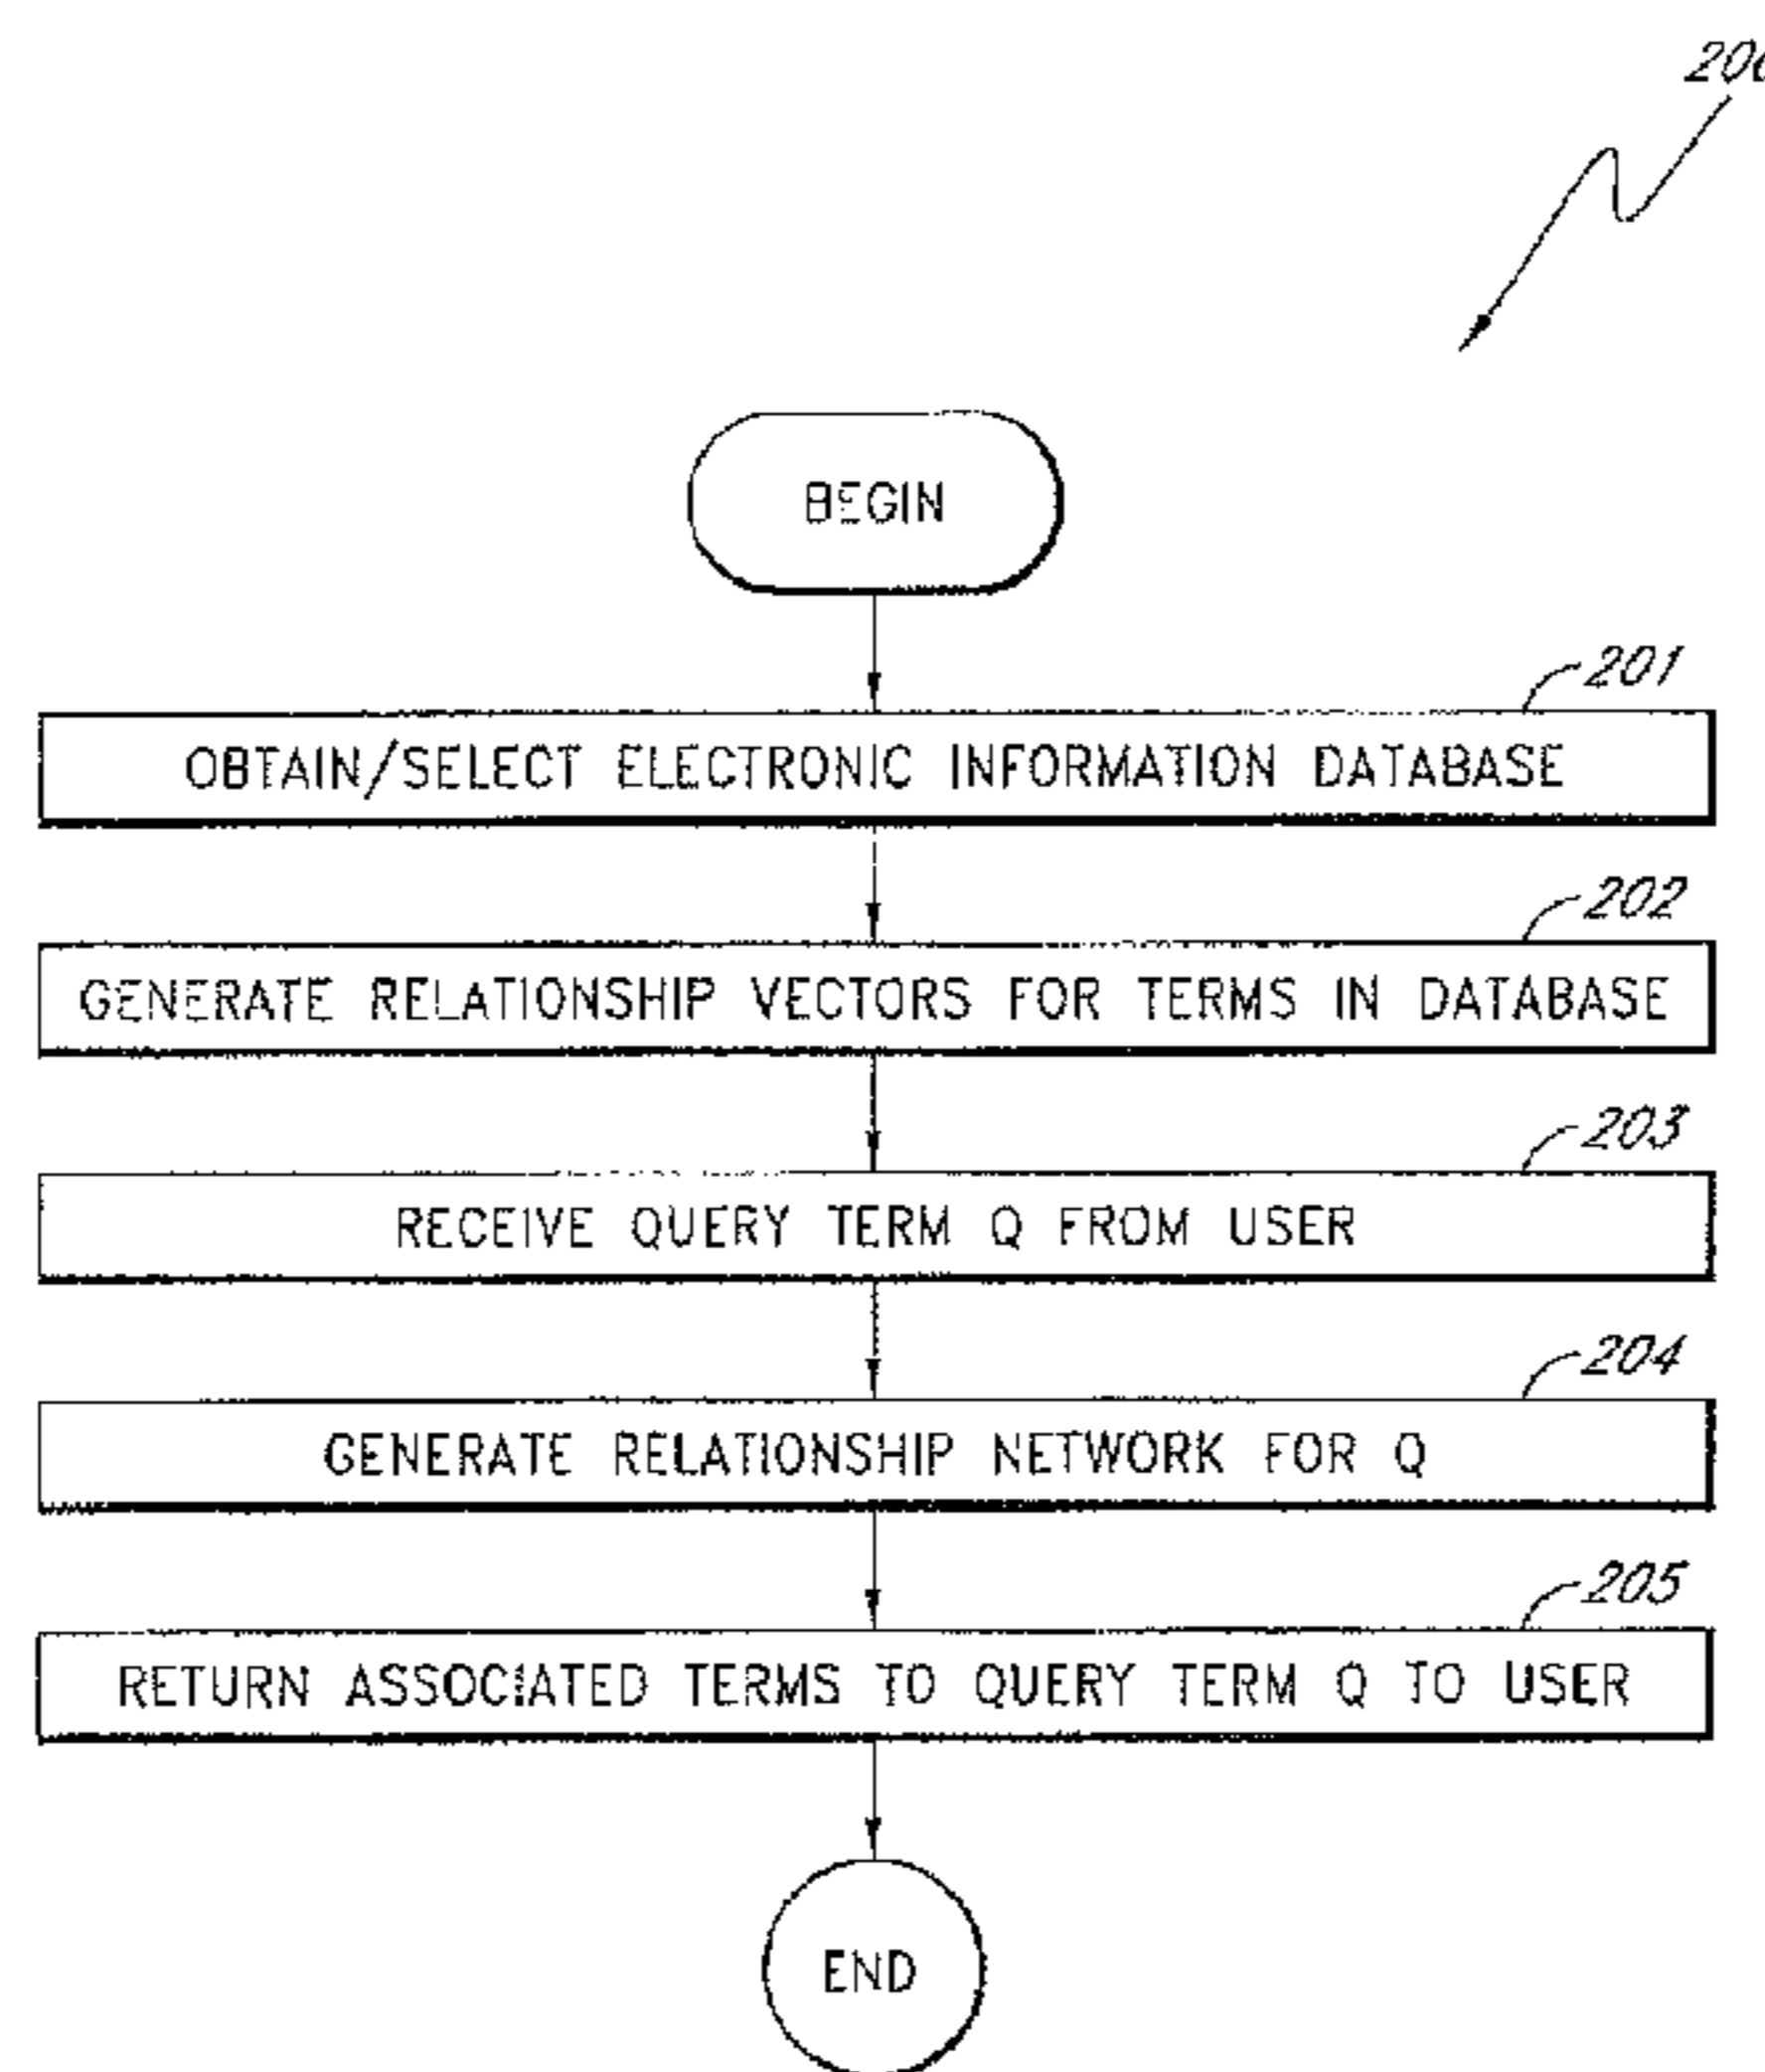 BEGIN
201
OBTAIN/SELECT ELECTRONIC INFORMATION DATABASE
202
GENERATE RELATIONSHIP VECTORS FOR TERMS IN DATABASE
203
RECEIVE QUERY TERM Q FROM USER
204
GENERATE RELATIONSHIP NETWORK FOR Q
205
RETURN ASSOCIATED TERMS TO QUERY TERM Q TO USER
END